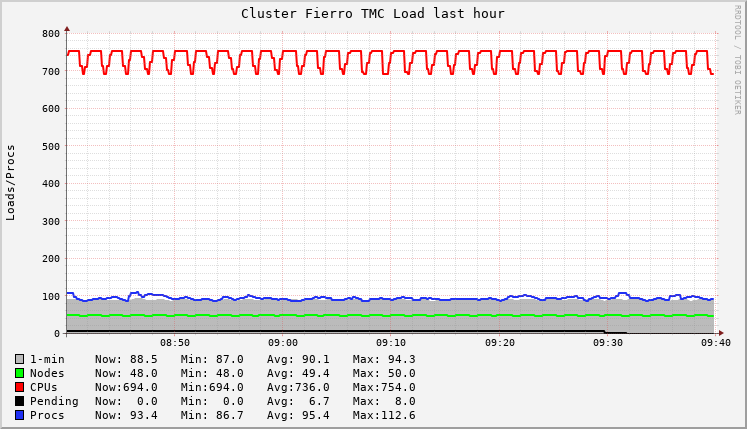 Cluster Fierro TMC Load last hour
RRDTOOL / TOBI OETIKER
Loads/Procs
800
700
600
500
400
300
200
100
0
08:50 09:00 09:10 09:20 09:30 09:40
1-min Now: 88.5 Min: 87.0 Avg: 90.1 Max: 94.3
Nodes Now: 48.0 Min: 48.0 Avg: 49.4 Max: 50.0
CPUs Now:694.0 Min:694.0 Avg:736.0 Max:754.0
Pending Now: 0.0 Min: 0.0 Avg: 6.7 Max: 8.0
Procs Now: 93.4 Min: 86.7 Avg: 95.4 Max:112.6